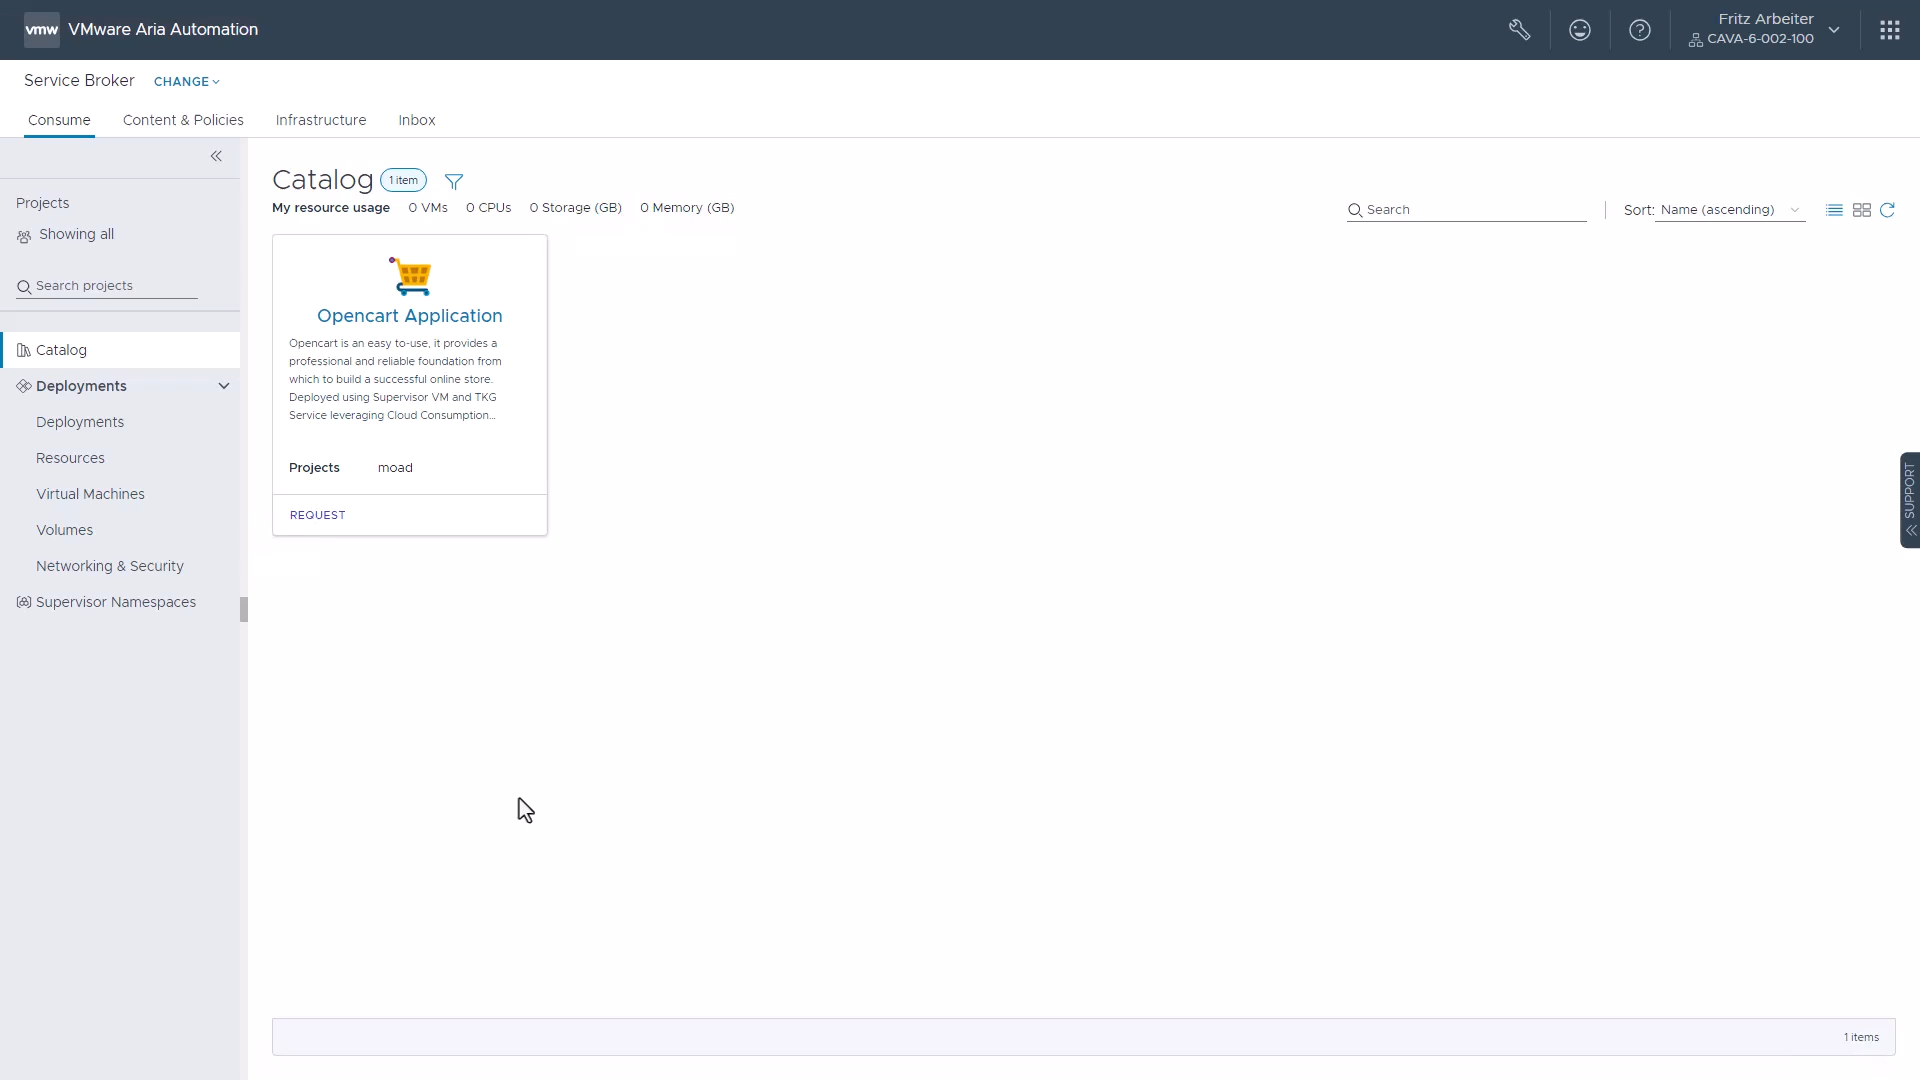 vmw VMware Aria Automation
Fritz Arbeiter
CAVA-6-002-100
Service Broker CHANGE
Consume Content & Policies Infrastructure Inbox
Projects
Showing all
Search projects
Catalog
Deployments
Deployments
Resources
Virtual Machines
Volumes
Networking & Security
Supervisor Namespaces
Catalog 1 item
My resource usage 0 VMs 0 CPUs 0 Storage (GB) 0 Memory (GB)
Search
Sort: Name (ascending)
Opencart Application
Opencart is an easy to-use, it provides a
professional and reliable foundation from
which to build a successful online store.
Deployed using Supervisor VM and TKG
Service leveraging Cloud Consumption...
Projects moad
REQUEST
SUPPORT
1 items